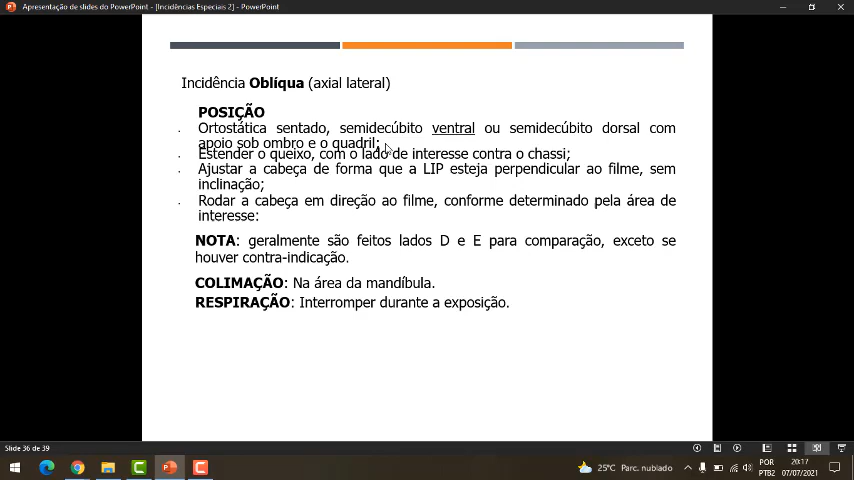 Apresentação de slides do PowerPoint - [Incidências Especiais 2] - PowerPoint
Incidência Oblíqua (axial lateral)
POSIÇÃO
Ortostática sentado, semidecúbito ventral ou semidecúbito dorsal com
apoio sob ombro e o quadril;
Estender o queixo, com o lado de interesse contra o chassi;
Ajustar a cabeça de forma que a LIP esteja perpendicular ao filme, sem
inclinação;
Rodar a cabeça em direção ao filme, conforme determinado pela área de
interesse:
NOTA: geralmente são feitos lados D e E para comparação, exceto se
houver contra-indicação.
COLIMAÇÃO: Na área da mandíbula.
RESPIRAÇÃO: Interromper durante a exposição.
Slide 36 de 39
25°C Parc. nublado
POR
PTB2
20:17
07/07/2021